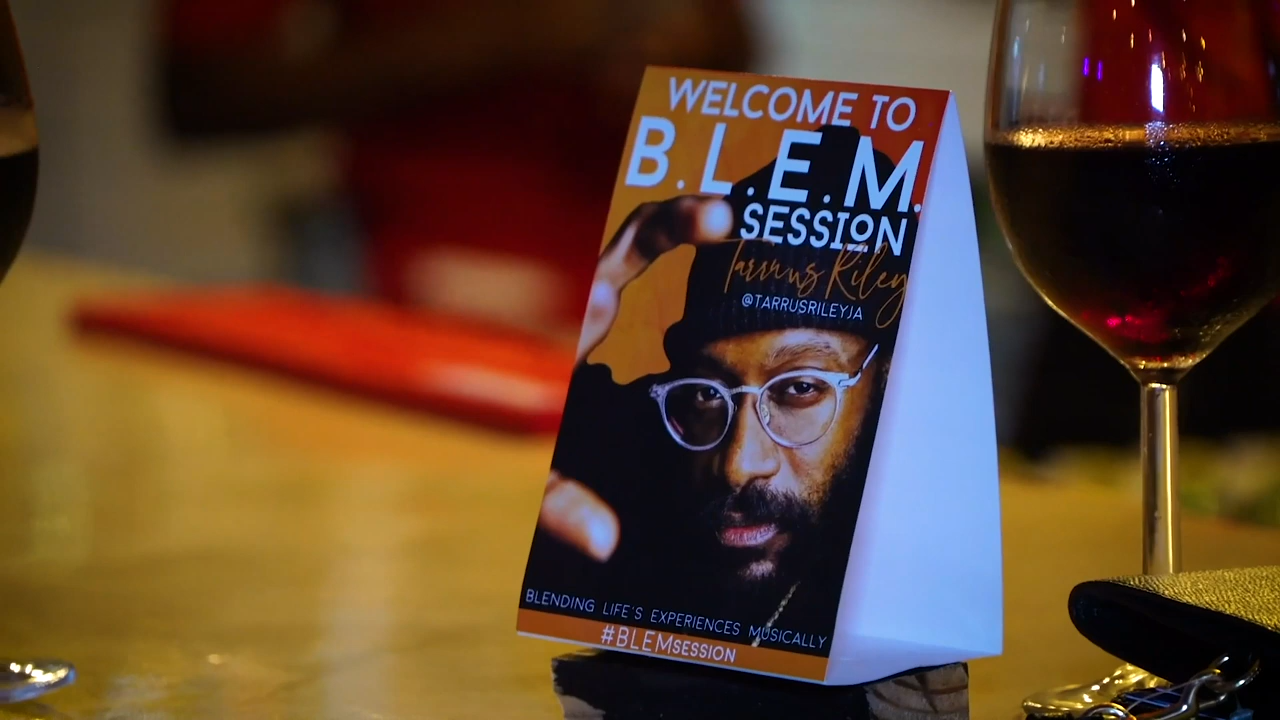 WELCOME TO
B.L.E.M.
SESSION
Tarrus Riley
@TARRUSRILEYJA
BLENDING LIFE'S EXPERIENCES MUSICALLY
#BLEMSESSION